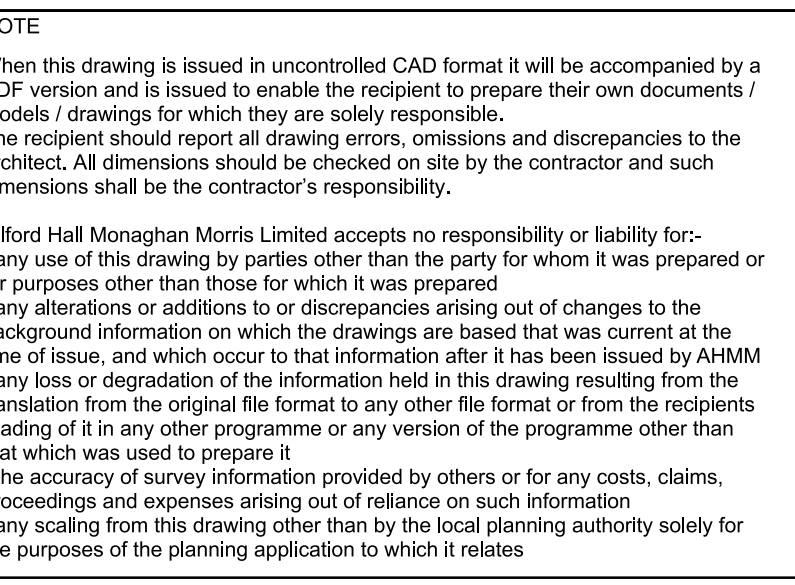 OTE
hen this drawing is issued in uncontrolled CAD format it will be accompanied by a
DF version and is issued to enable the recipient to prepare their own documents /
odels / drawings for which they are solely responsible.
he recipient should report all drawing errors, omissions and discrepancies to the
rchitect. All dimensions should be checked on site by the contractor and such
imensions shall be the contractor's responsibility.
lford Hall Monaghan Morris Limited accepts no responsibility or liability for:-
any use of this drawing by parties other than the party for whom it was prepared or
r purposes other than those for which it was prepared
any alterations or additions to or discrepancies arising out of changes to the
ackground information on which the drawings are based that was current at the
me of issue, and which occur to that information after it has been issued by AHMM
any loss or degradation of the information held in this drawing resulting from the
anslation from the original file format to any other file format or from the recipients
ading of it in any other programme or any version of the programme other than
at which was used to prepare it
he accuracy of survey information provided by others or for any costs, claims,
roceedings and expenses arising out of reliance on such information
any scaling from this drawing other than by the local planning authority solely for
e purposes of the planning application to which it relates